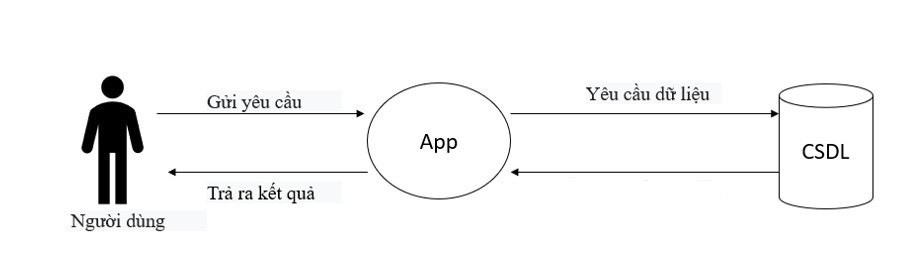 Gửi yêu cầu
Yêu cầu dữ liệu
App
CSDL
Trả ra kết quả
Người dùng